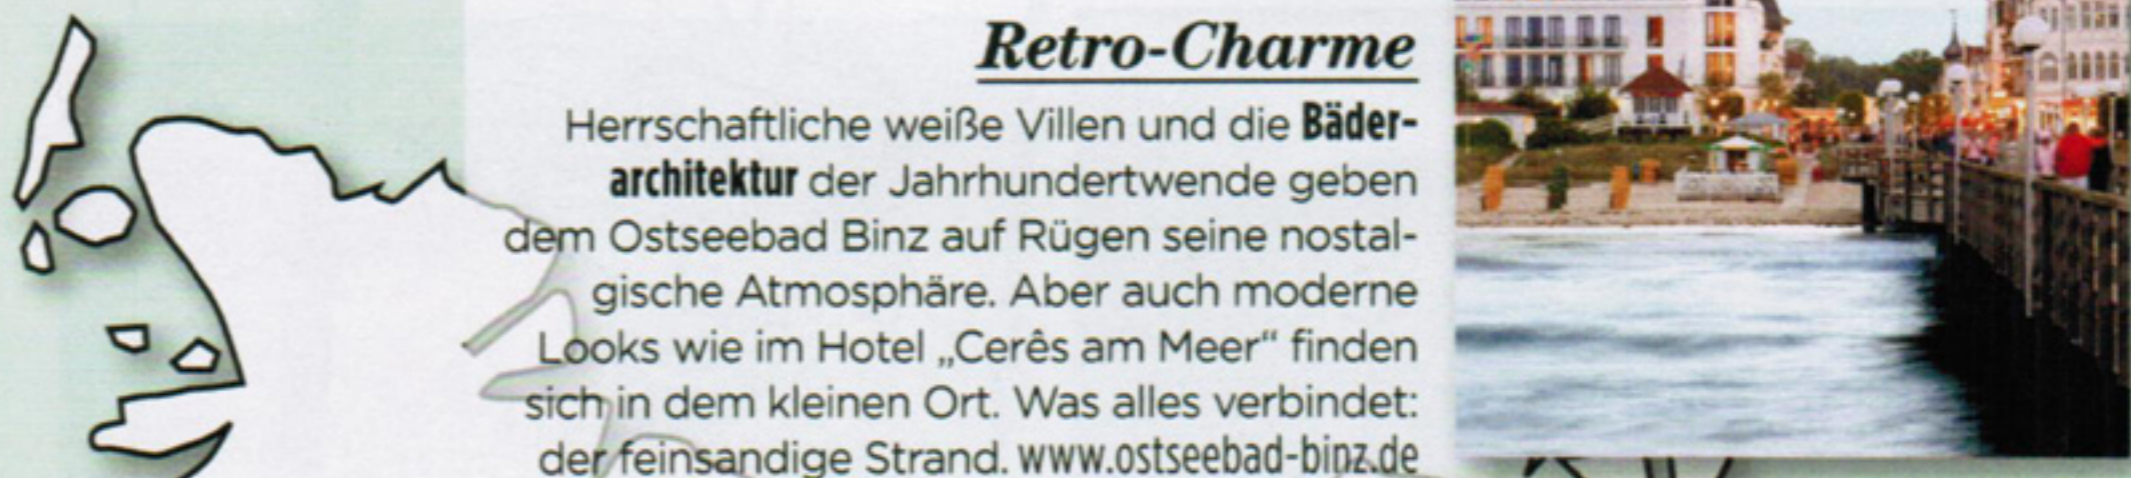 Retro-Charme
Herrschaftliche weiße Villen und die Bäder-
architektur der Jahrhundertwende geben
dem Ostseebad Binz auf Rügen seine nostal-
gische Atmosphäre. Aber auch moderne
Looks wie im Hotel „Cerês am Meer“ finden
sich in dem kleinen Ort. Was alles verbindet:
der feinsandige Strand. www.ostseebad-binz.de